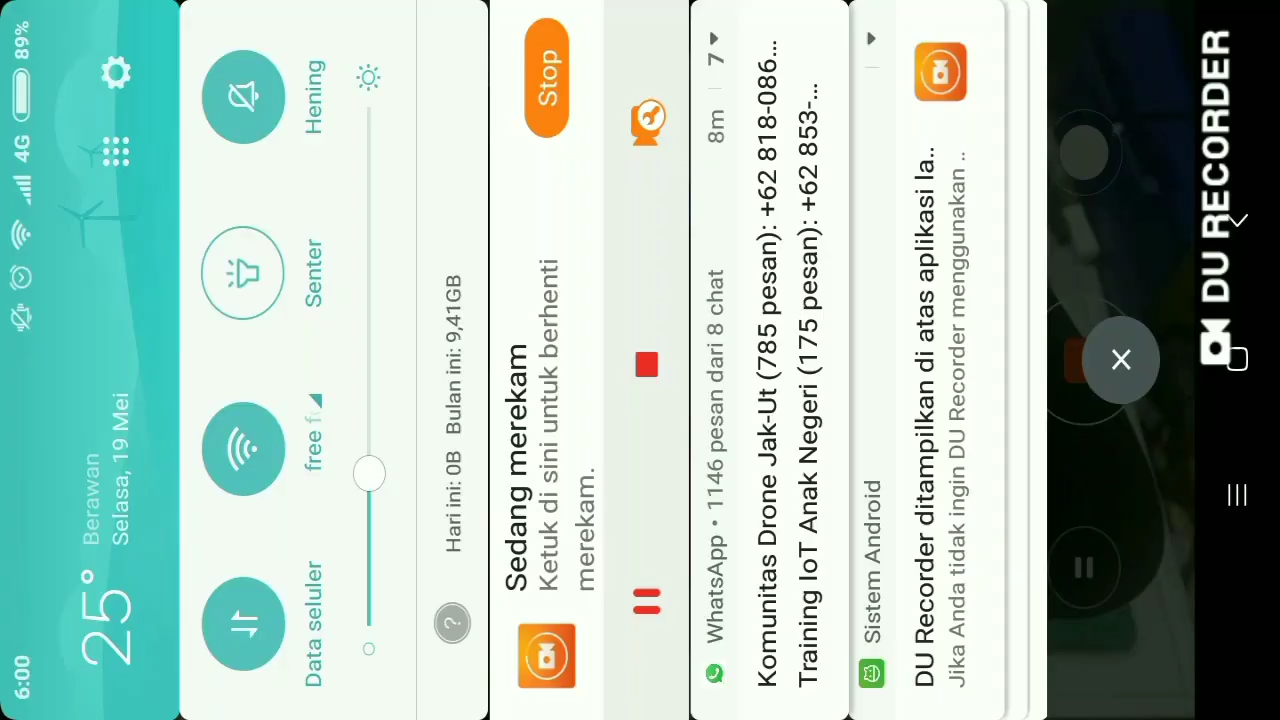 6:00
4G 89%
25° Berawan
Selasa, 19 Mei
Data seluler
free
Senter
Hening
Hari ini: 0B Bulan ini: 9,41GB
Sedang merekam
Ketuk di sini untuk berhenti
merekam.
Stop
WhatsApp • 1146 pesan dari 8 chat
8m
7
Komunitas Drone Jak-Ut (785 pesan): +62 818-086...
Training IoT Anak Negeri (175 pesan): +62 853-...
Sistem Android
DU Recorder ditampilkan di atas aplikasi la..
Jika Anda tidak ingin DU Recorder menggunakan ..
DU RECORDER